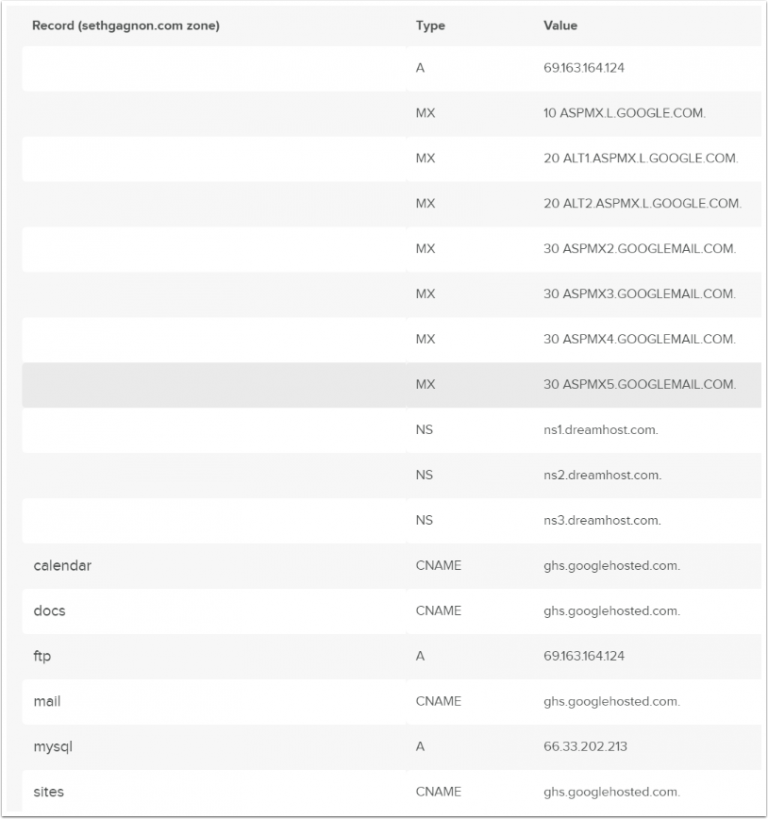 Record (sethgagnon.com zone) Type Value
A 69.163.164.124
MX 10 ASPMX.L.GOOGLE.COM.
MX 20 ALT1.ASPMX.L.GOOGLE.COM.
MX 20 ALT2.ASPMX.L.GOOGLE.COM.
MX 30 ASPMX2.GOOGLEMAIL.COM.
MX 30 ASPMX3.GOOGLEMAIL.COM.
MX 30 ASPMX4.GOOGLEMAIL.COM.
MX 30 ASPMX5.GOOGLEMAIL.COM.
NS ns1.dreamhost.com.
NS ns2.dreamhost.com.
NS ns3.dreamhost.com.
calendar CNAME ghs.googlehosted.com.
docs CNAME ghs.googlehosted.com.
ftp A 69.163.164.124
mail CNAME ghs.googlehosted.com.
mysql A 66.33.202.213
sites CNAME ghs.googlehosted.com.